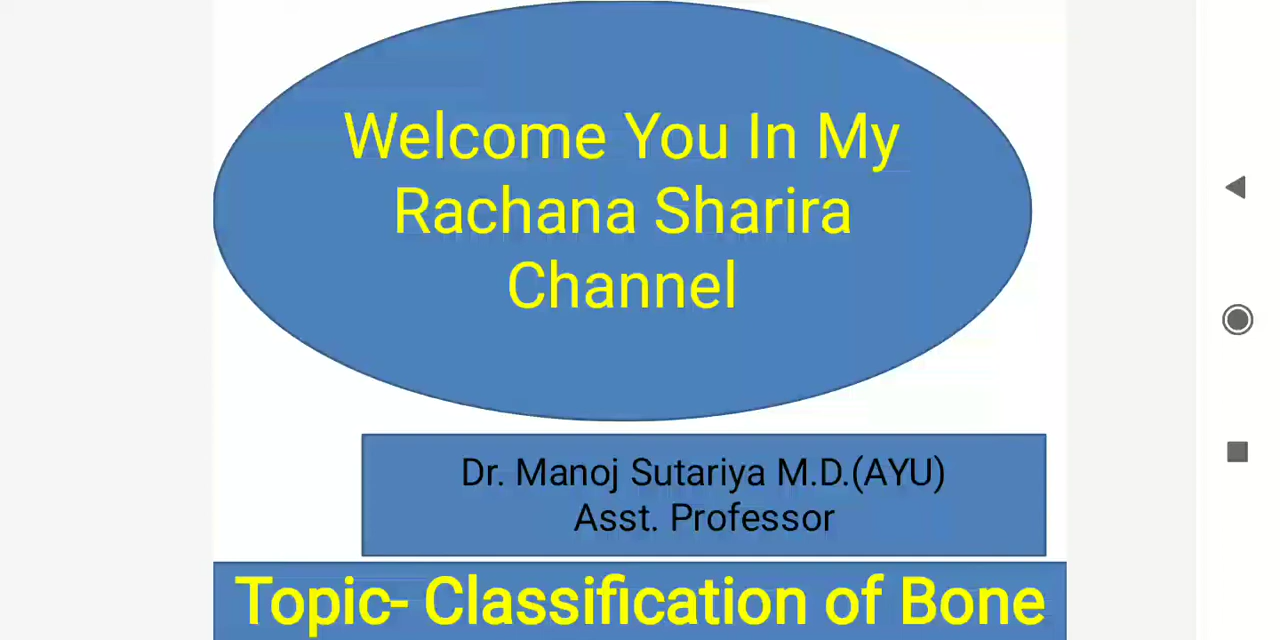 Welcome You In My
Rachana Sharira
Channel
Dr. Manoj Sutariya M.D.(AYU)
Asst. Professor
Topic- Classification of Bone